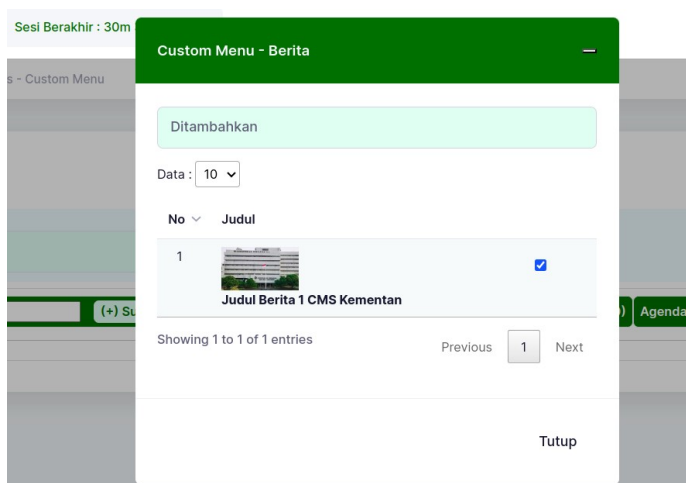 Sesi Berakhir : 30m
Custom Menu - Berita
s - Custom Menu
Ditambahkan
Data : 10
No Judul
1
Judul Berita 1 CMS Kementan
(+) Su
) Agenda
Showing 1 to 1 of 1 entries
Previous 1 Next
Tutup